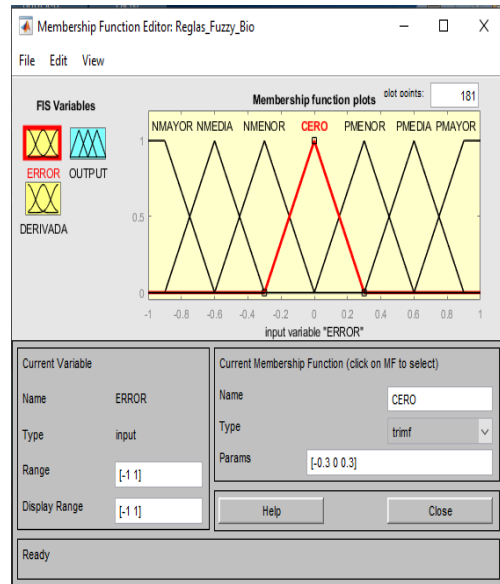 Membership Function Editor: Reglas_Fuzzy_Bio
File Edit View
FIS Variables
ERROR OUTPUT
DERIVADA
Membership function plots plot points: 181
NMAYOR NMEDIA NMENOR CERO PMENOR PMEDIA PMAYOR
1
0.5
0
-1 -0.8 -0.6 -0.4 -0.2 0 0.2 0.4 0.6 0.8 1
input variable "ERROR"
Current Variable
Name ERROR
Type input
Range [-1 1]
Display Range [-1 1]
Current Membership Function (click on MF to select)
Name CERO
Type trimf
Params [-0.3 0 0.3]
Help Close
Ready